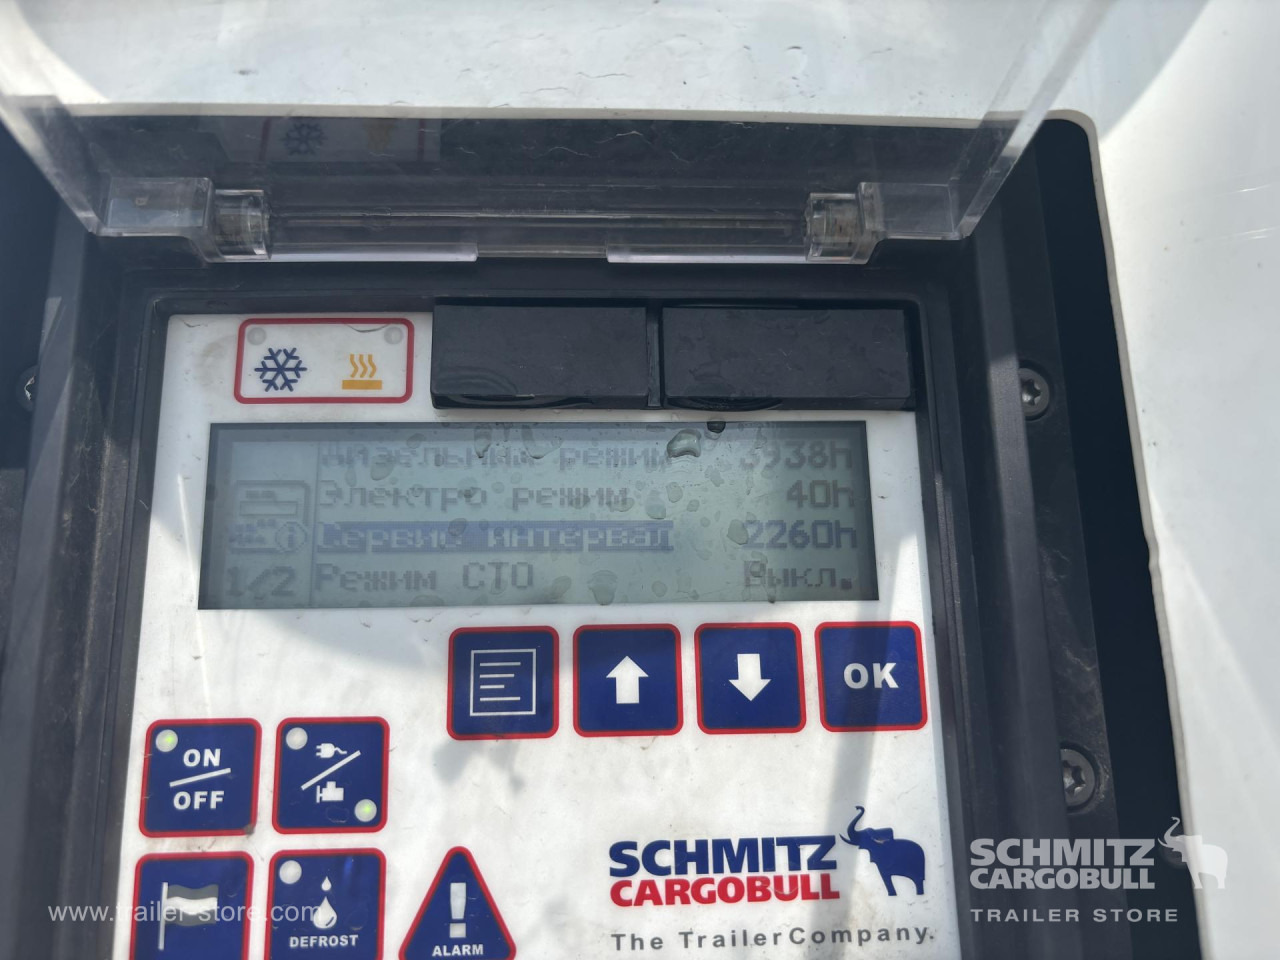 Дизельний режим 3938h
Электро режим 40h
Сервис интервал 2260h
1/2 Режим СТО Выкл.
OK
ON
OFF
DEFROST
ALARM
SCHMITZ
CARGOBULL
The TrailerCompany.
SCHMITZ
CARGOBULL
TRAILER STORE
www.trailer-store.com